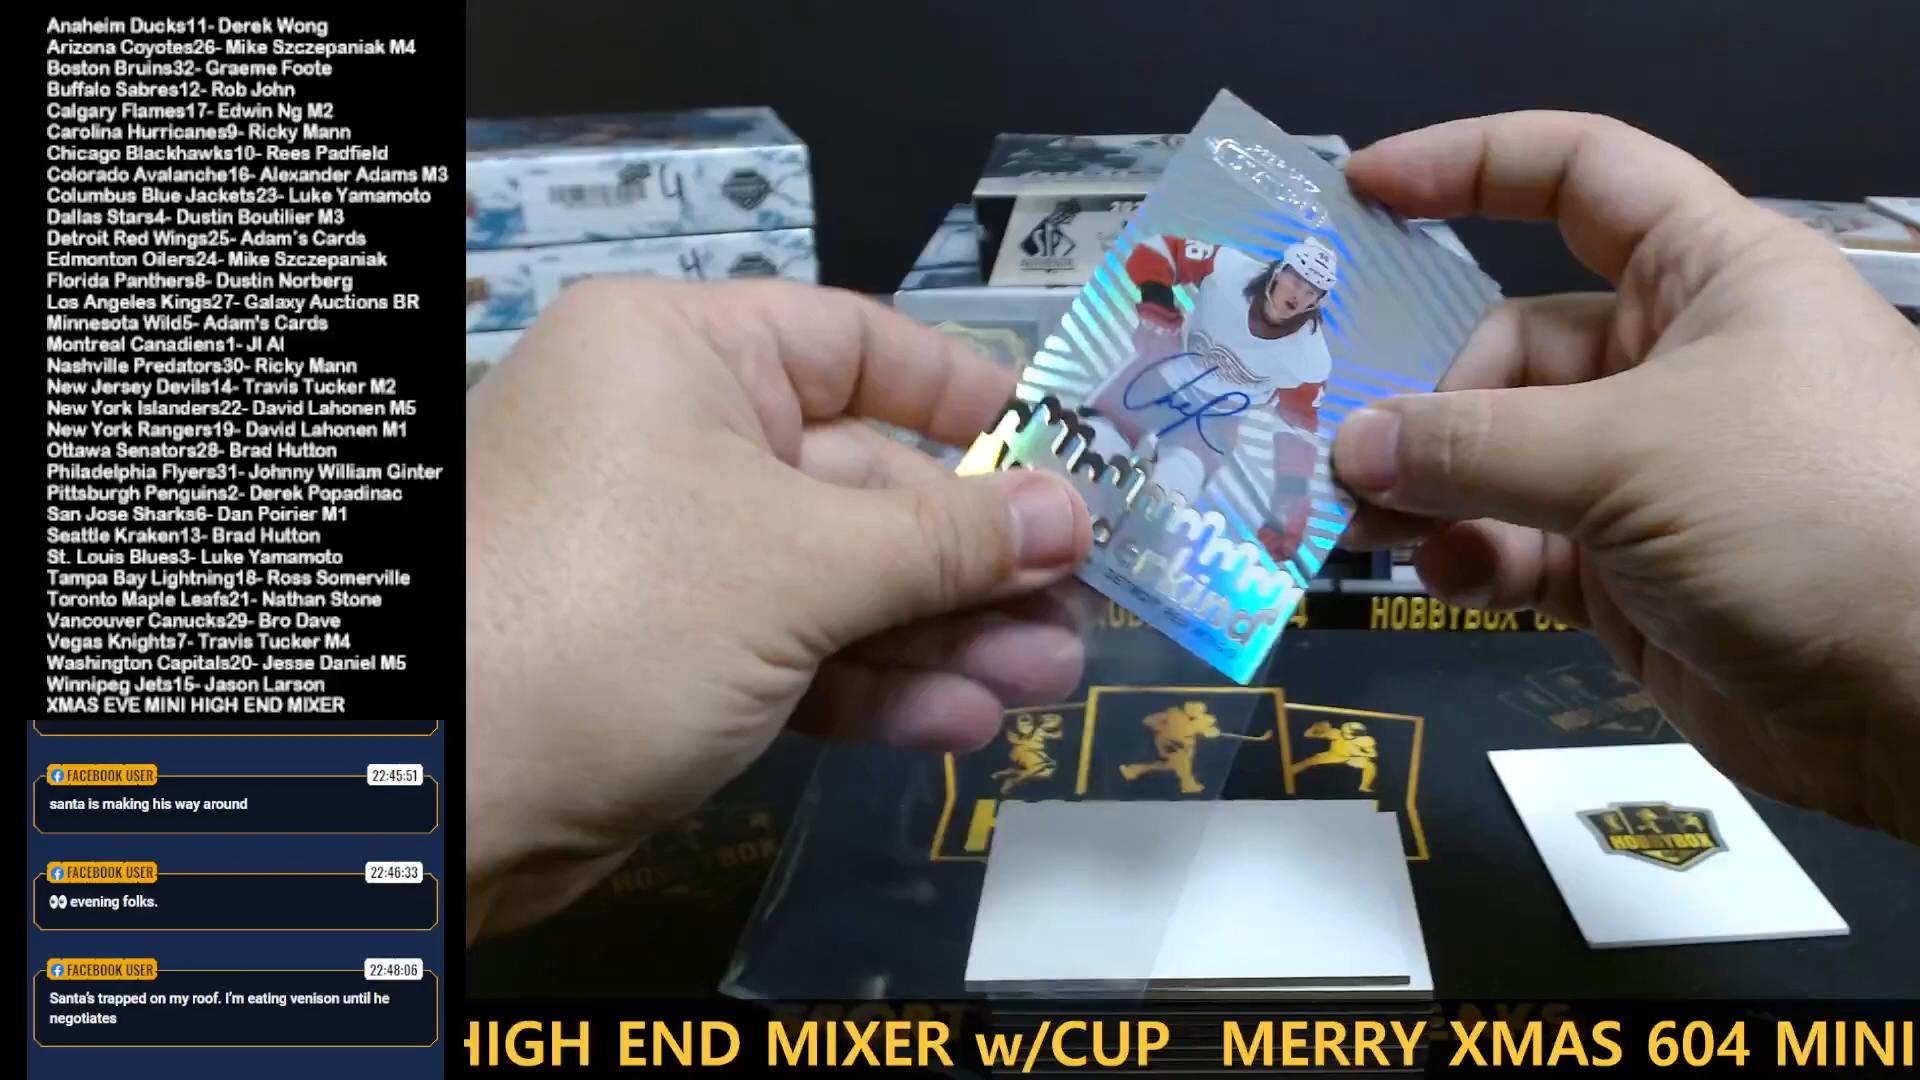 Anaheim Ducks11- Derek Wong
Arizona Coyotes26- Mike Szczepaniak M4
Boston Bruins32- Graeme Foote
Buffalo Sabres12- Rob John
Calgary Flames17- Edwin Ng M2
Carolina Hurricanes9- Ricky Mann
Chicago Blackhawks10- Rees Padfield
Colorado Avalanche16- Alexander Adams M3
Columbus Blue Jackets23- Luke Yamamoto
Dallas Stars4- Dustin Boutilier M3
Detroit Red Wings25- Adam's Cards
Edmonton Oilers24- Mike Szczepaniak
Florida Panthers8- Dustin Norberg
Los Angeles Kings27- Galaxy Auctions BR
Minnesota Wild5- Adam's Cards
Montreal Canadiens1- JI AI
Nashville Predators30- Ricky Mann
New Jersey Devils14- Travis Tucker M2
New York Islanders22- David Lahonen M5
New York Rangers19- David Lahonen M1
Ottawa Senators28- Brad Hutton
Philadelphia Flyers31- Johnny William Ginter
Pittsburgh Penguins2- Derek Popadinac
San Jose Sharks6- Dan Poirier M1
Seattle Kraken13- Brad Hutton
St. Louis Blues3- Luke Yamamoto
Tampa Bay Lightning18- Ross Somerville
Toronto Maple Leafs21- Nathan Stone
Vancouver Canucks29- Bro Dave
Vegas Knights7- Travis Tucker M4
Washington Capitals20- Jesse Daniel M5
Winnipeg Jets15- Jason Larson
XMAS EVE MINI HIGH END MIXER
FACEBOOK USER 22:45:51
santa is making his way around
FACEBOOK USER 22:46:33
👀 evening folks.
FACEBOOK USER 22:48:06
Santa's trapped on my roof. I'm eating venison until he
negotiates
4
4
HOBBYBOX
HOBBYBOX
HIGH END MIXER w/CUP MERRY XMAS 604 MINI